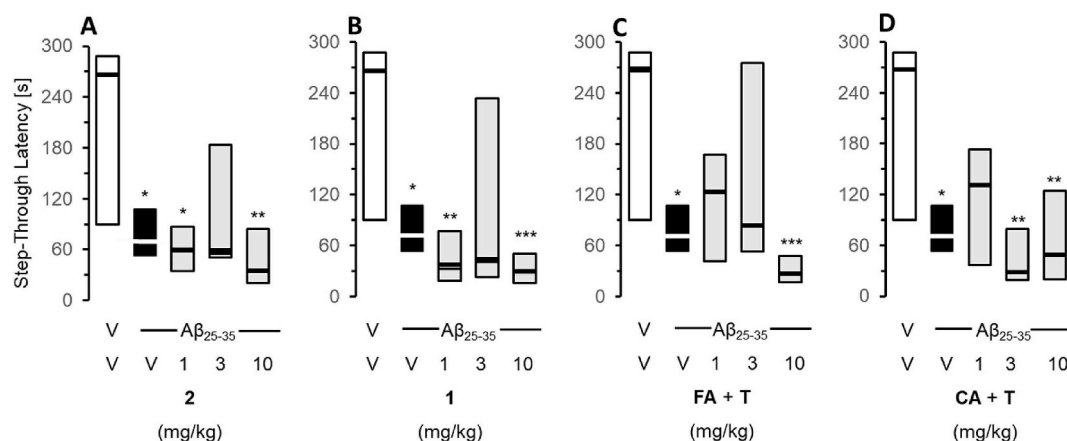 A B C D
Step-Through Latency [s]
300 300 300 300
240 240 240 240
180 180 180 180
120 120 120 120
60 60 60 60
0 0 0 0
* * **
* ** ***
* ***
* ** **
V Aβ25-35 V Aβ25-35 V Aβ25-35 V Aβ25-35
V V 1 3 10 V V 1 3 10 V V 1 3 10 V V 1 3 10
2 1 FA + T CA + T
(mg/kg) (mg/kg) (mg/kg) (mg/kg)